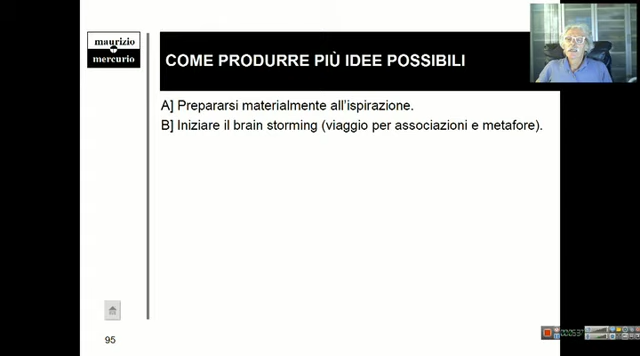 maurizio
mercurio
COME PRODURRE PIÙ IDEE POSSIBILI
A] Prepararsi materialmente all'ispirazione.
B] Iniziare il brain storming (viaggio per associazioni e metafore).
95